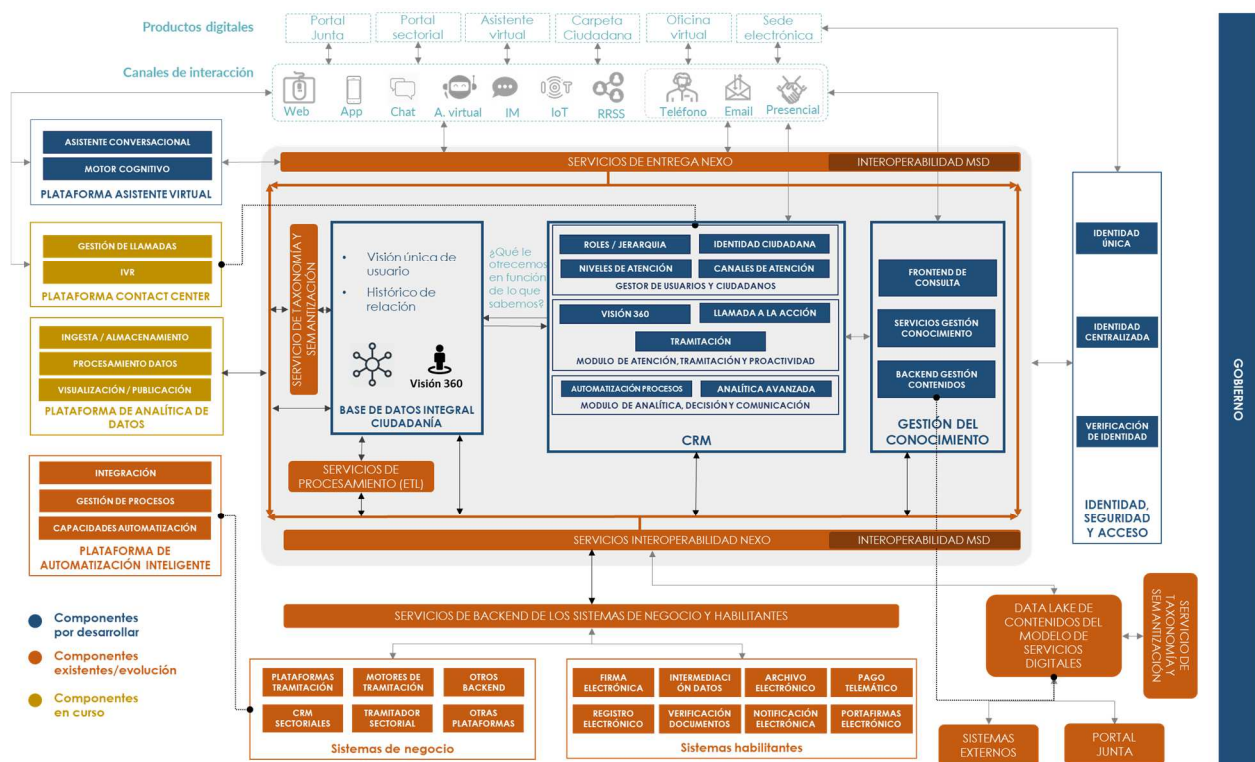 Productos digitales
Portal
Junta
Portal
sectorial
Asistente
virtual
Carpeta
Ciudadana
Oficina
virtual
Sede
electrónica
Canales de interacción
Web
App
Chat
A. virtual
IM
IoT
RRSS
Teléfono
Email
Presencial
ASISTENTE CONVERSACIONAL
MOTOR COGNITIVO
PLATAFORMA ASISTENTE VIRTUAL
GESTIÓN DE LLAMADAS
IVR
PLATAFORMA CONTACT CENTER
INGESTA / ALMACENAMIENTO
PROCESAMIENTO DATOS
VISUALIZACIÓN / PUBLICACIÓN
PLATAFORMA DE ANALÍTICA DE
DATOS
INTEGRACIÓN
GESTIÓN DE PROCESOS
CAPACIDADES AUTOMATIZACIÓN
PLATAFORMA DE
AUTOMATIZACIÓN INTELIGENTE
SERVICIOS DE ENTREGA NEXO
INTEROPERABILIDAD MSD
SERVICIO DE TAXONOMÍA Y
SEMANTIZACIÓN
• Visión única de
usuario
• Histórico de
relación
Visión 360
BASE DE DATOS INTEGRAL
CIUDADANÍA
SERVICIOS DE
PROCESAMIENTO (ETL)
¿Qué le
otrecemos
en función
de lo que
sabemos?
ROLES / JERARQUIA
IDENTIDAD CIUDADANA
NIVELES DE ATENCIÓN
CANALES DE ATENCIÓN
GESTOR DE USUARIOS Y CIUDADANOS
VISIÓN 360
LLAMADA A LA ACCIÓN
TRAMITACIÓN
MODULO DE ATENCIÓN, TRAMITACIÓN Y PROACTIVIDAD
AUTOMATIZACIÓN PROCESOS
ANALÍTICA AVANZADA
MODULO DE ANALÍTICA, DECISIÓN Y COMUNICACIÓN
CRM
FRONTEND DE
CONSULTA
SERVICIOS GESTIÓN
CONOCIMIENTO
BACKEND GESTIÓN
CONTENIDOS
GESTIÓN DEL
CONOCIMIENTO
SERVICIOS INTEROPERABILIDAD NEXO
INTEROPERABILIDAD MSD
IDENTIDAD
ÚNICA
IDENTIDAD
CENTRALIZADA
VERIFICACIÓN
DE IDENTIDAD
IDENTIDAD,
SEGURIDAD
Y ACCESO
GOBIERNO
Componentes
por desarrollar
Componentes
existentes/evolución
Componentes
en curso
SERVICIOS DE BACKEND DE LOS SISTEMAS DE NEGOCIO Y HABILITANTES
PLATAFORMAS
TRAMITACIÓN
MOTORES DE
TRAMITACIÓN
OTROS
BACKEND
CRM
SECTORIALES
TRAMITADOR
SECTORIAL
OTRAS
PLATAFORMAS
Sistemas de negocio
FIRMA
ELECTRÓNICA
INTERMEDIACI
ÓN DATOS
ARCHIVO
ELECTRÓNICO
PAGO
TELEMÁTICO
REGISTRO
ELECTRÓNICO
VERIFICACIÓN
DOCUMENTOS
NOTIFICACIÓN
ELECTRÓNICA
PORTAFIRMAS
ELECTRÓNICO
Sistemas habilitantes
DATA LAKE DE
CONTENIDOS DEL
MODELO DE
SERVICIOS
DIGITALES
SERVICIO DE
TAXONOMÍA Y
SEMANTIZACIÓN
SISTEMAS
EXTERNOS
PORTAL
JUNTA